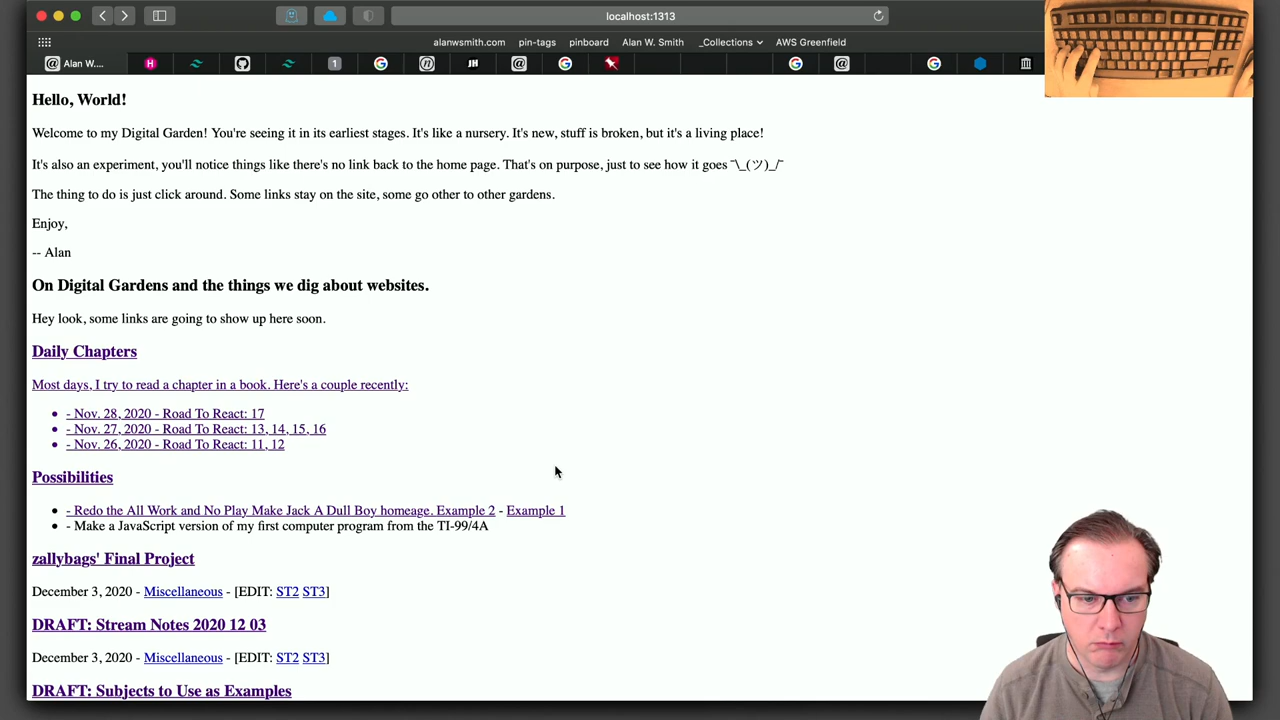 localhost:1313
alanwsmith.com pin-tags pinboard Alan W. Smith _Collections AWS Greenfield
@ Alan W.... H 1 G n JH @ G G @ G
Hello, World!
Welcome to my Digital Garden! You're seeing it in its earliest stages. It's like a nursery. It's new, stuff is broken, but it's a living place!
It's also an experiment, you'll notice things like there's no link back to the home page. That's on purpose, just to see how it goes ¯\_(ツ)_/¯
The thing to do is just click around. Some links stay on the site, some go other to other gardens.
Enjoy,
-- Alan
On Digital Gardens and the things we dig about websites.
Hey look, some links are going to show up here soon.
Daily Chapters
Most days, I try to read a chapter in a book. Here's a couple recently:
- Nov. 28, 2020 - Road To React: 17
- Nov. 27, 2020 - Road To React: 13, 14, 15, 16
- Nov. 26, 2020 - Road To React: 11, 12
Possibilities
- Redo the All Work and No Play Make Jack A Dull Boy homeage. Example 2 - Example 1
- Make a JavaScript version of my first computer program from the TI-99/4A
zallybags' Final Project
December 3, 2020 - Miscellaneous - [EDIT: ST2 ST3]
DRAFT: Stream Notes 2020 12 03
December 3, 2020 - Miscellaneous - [EDIT: ST2 ST3]
DRAFT: Subjects to Use as Examples